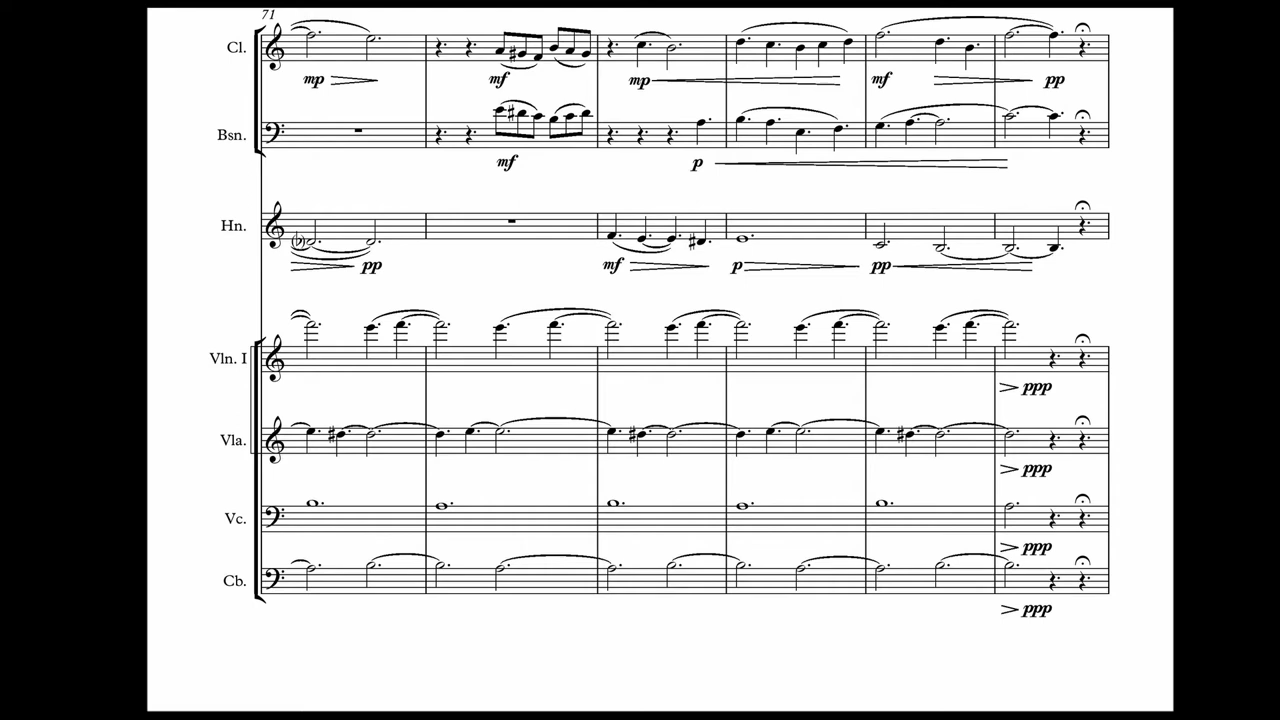 71
Cl.
mp mf mp mf pp
Bsn.
mf p
Hn.
pp mf p pp
Vln. I
ppp
Vla.
ppp
Vc.
ppp
Cb.
ppp